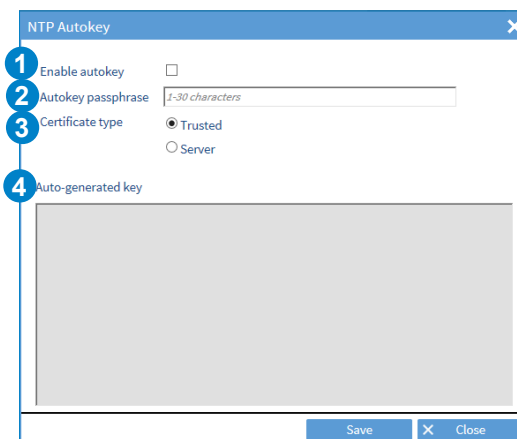 NTP Autokey
1 Enable autokey
2 Autokey passphrase 1-30 characters
3 Certificate type Trusted
Server
4 Auto-generated key
Save Close